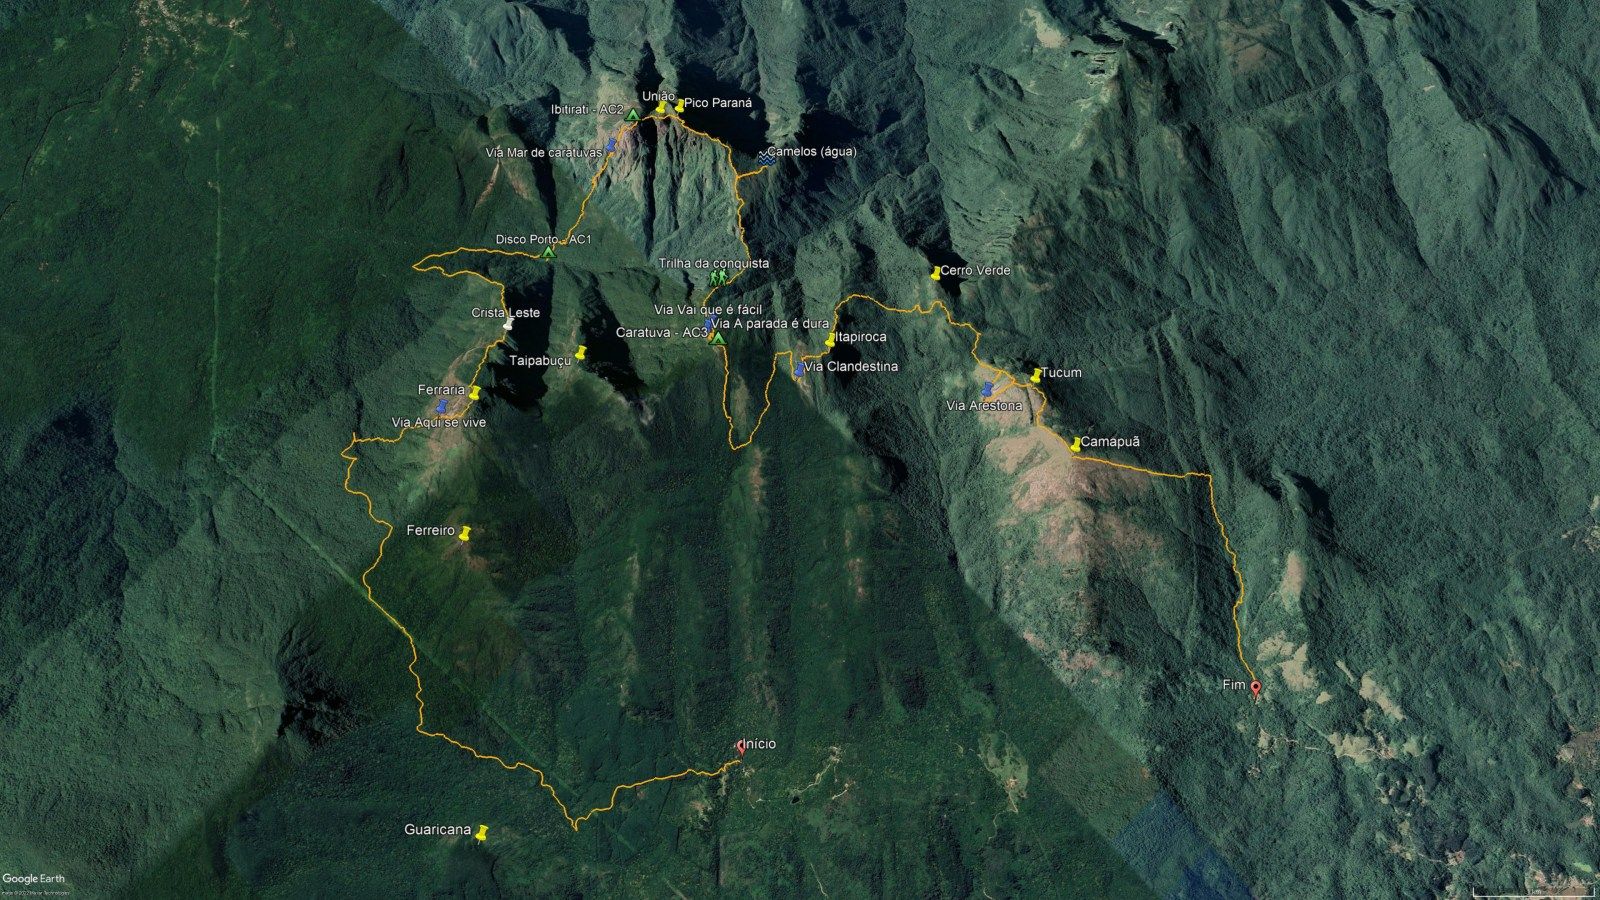 União
Pico Paraná
Ibitirati - AC2
Camelos (água)
Via Mar de caratuvas
Disco Porto - AC1
Trilha da conquista
Cerro Verde
Crista Leste
Via Vai que é fácil
Via A parada é dura
Caratuva - AC3
Itapiroca
Taipabuçu
Via Clandestina
Tucum
Ferraria
Via Arestona
Via Aqui se vive
Camapuã
Ferreiro
Fim
Início
Guaricana
Google Earth